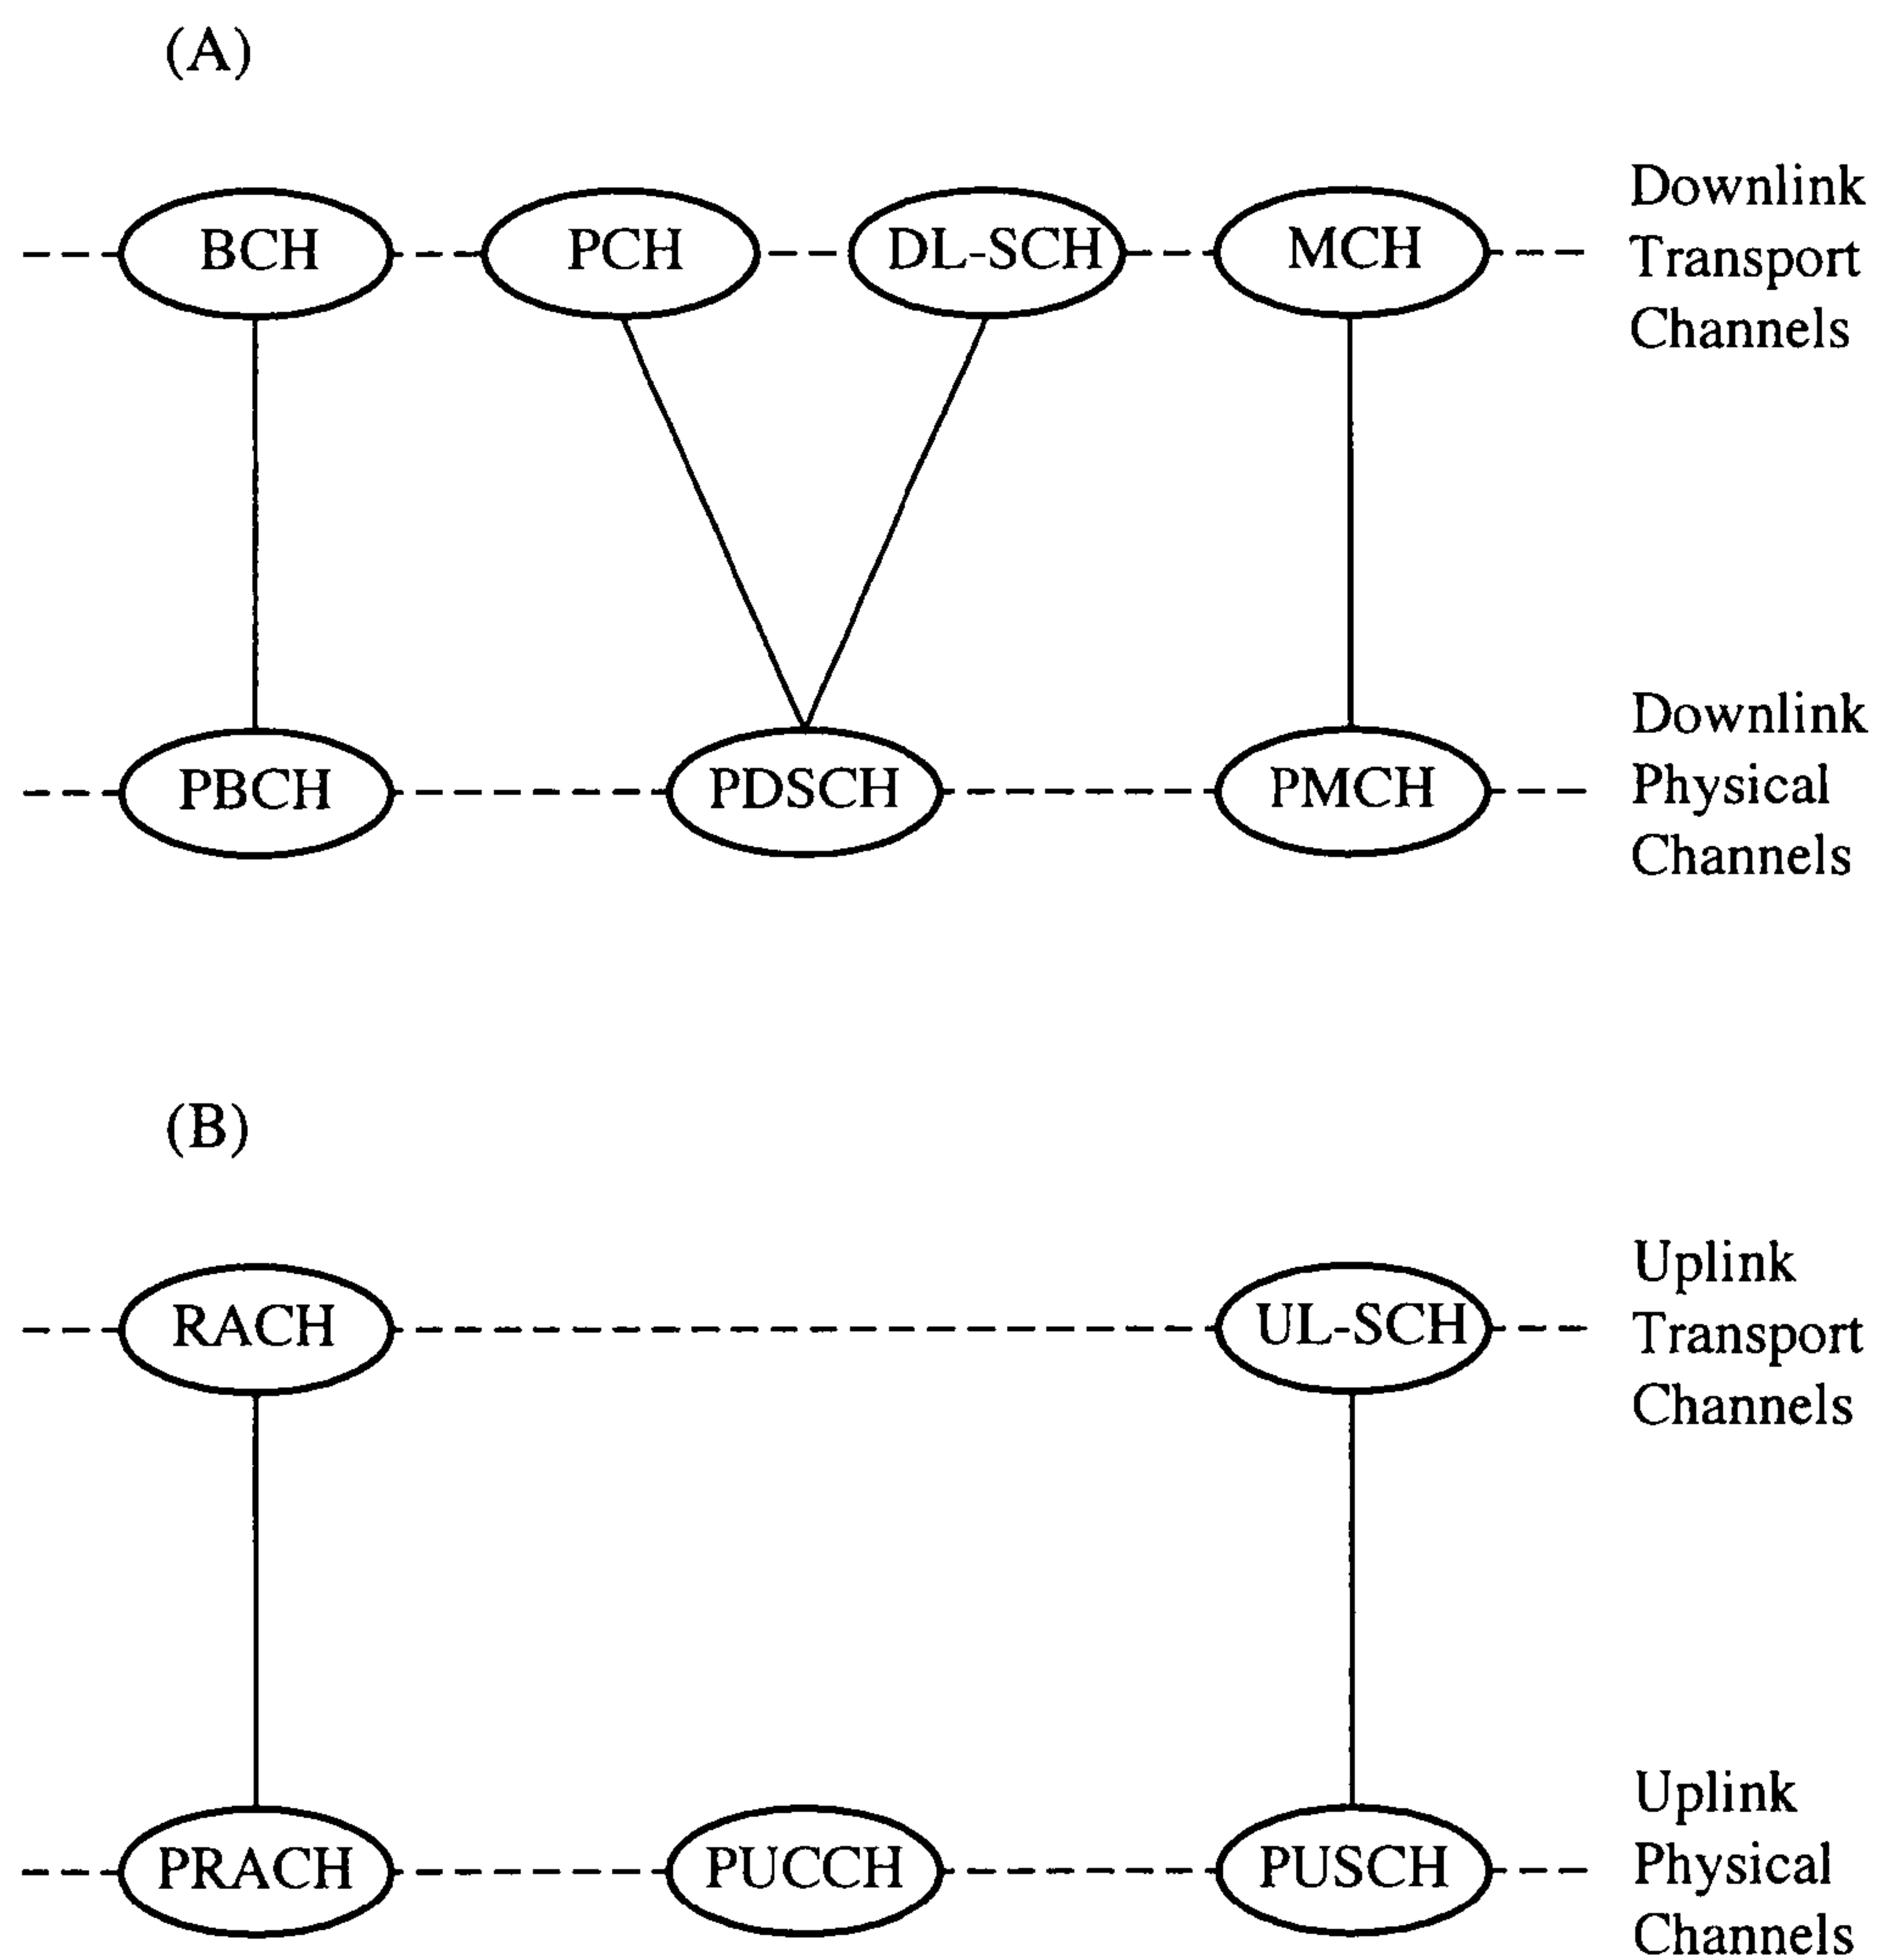 (A)
BCH PCH DL-SCH MCH
Downlink
Transport
Channels
PBCH PDSCH PMCH
Downlink
Physical
Channels
(B)
RACH UL-SCH
Uplink
Transport
Channels
PRACH PUCCH PUSCH
Uplink
Physical
Channels